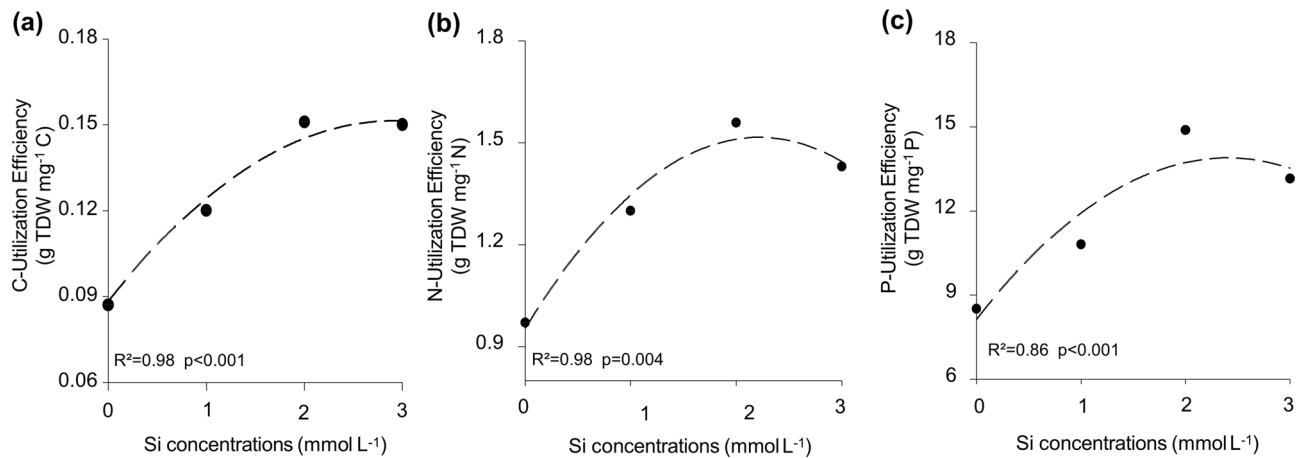 (a)
C-Utilization Efficiency
(g TDW mg⁻¹ C)
0.18
0.15
0.12
0.09
0.06
R²=0.98 p<0.001
0 1 2 3
Si concentrations (mmol L⁻¹)
(b)
N-Utilization Efficiency
(g TDW mg⁻¹ N)
1.8
1.5
1.2
0.9
R²=0.98 p=0.004
0 1 2 3
Si concentrations (mmol L⁻¹)
(c)
P-Utilization Efficiency
(g TDW mg⁻¹ P)
18
15
12
9
6
R²=0.86 p<0.001
0 1 2 3
Si concentrations (mmol L⁻¹)